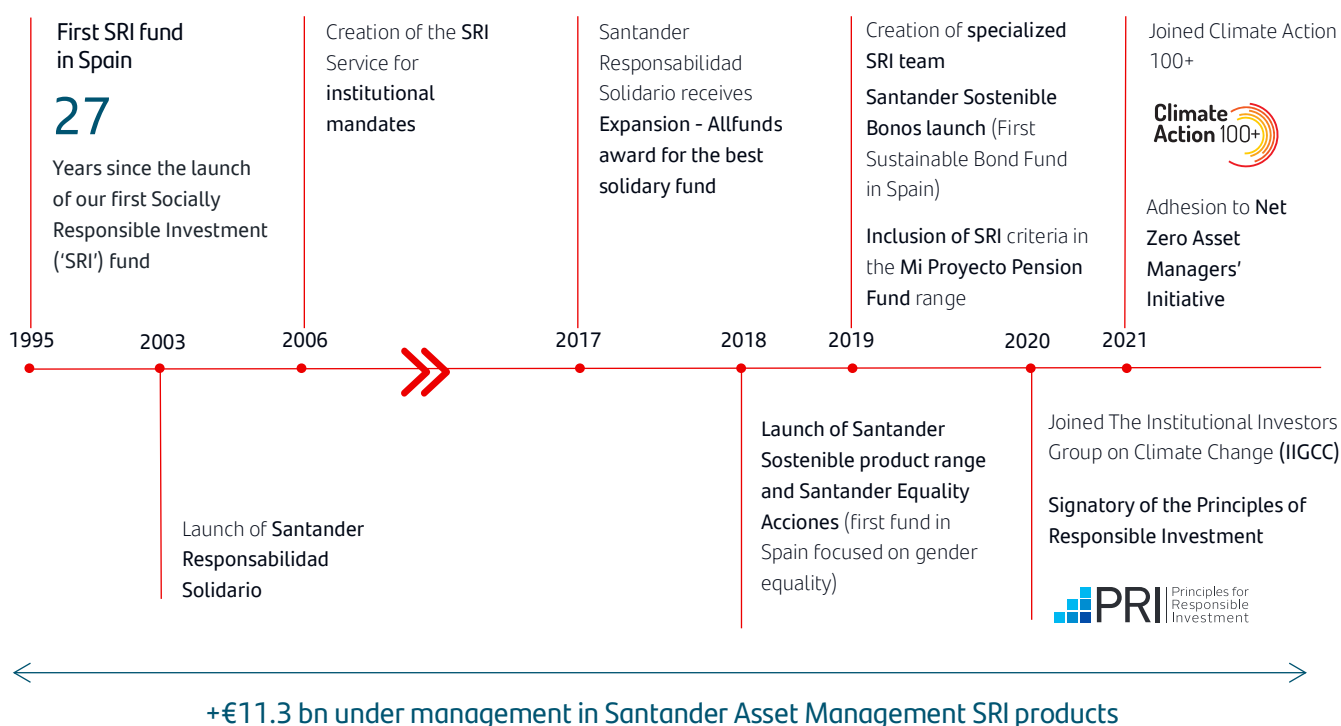 First SRI fund
in Spain
27
Years since the launch
of our first Socially
Responsible Investment
(‘SRI’) fund
Creation of the SRI
Service for
institutional
mandates
Santander
Responsabilidad
Solidario receives
Expansion - Allfunds
award for the best
solidary fund
Creation of specialized
SRI team
Santander Sostenible
Bonos launch (First
Sustainable Bond Fund
in Spain)
Inclusion of SRI criteria in
the Mi Proyecto Pension
Fund range
Joined Climate Action
100+
Climate
Action 100+
Adhesion to Net
Zero Asset
Managers’
Initiative
1995
2003
2006
2017
2018
2019
2020
2021
Launch of Santander
Responsabilidad
Solidario
Launch of Santander
Sostenible product range
and Santander Equality
Acciones (first fund in
Spain focused on gender
equality)
Joined The Institutional Investors
Group on Climate Change (IIGCC)
Signatory of the Principles of
Responsible Investment
PRI
Principles for
Responsible
Investment
+€11.3 bn under management in Santander Asset Management SRI products